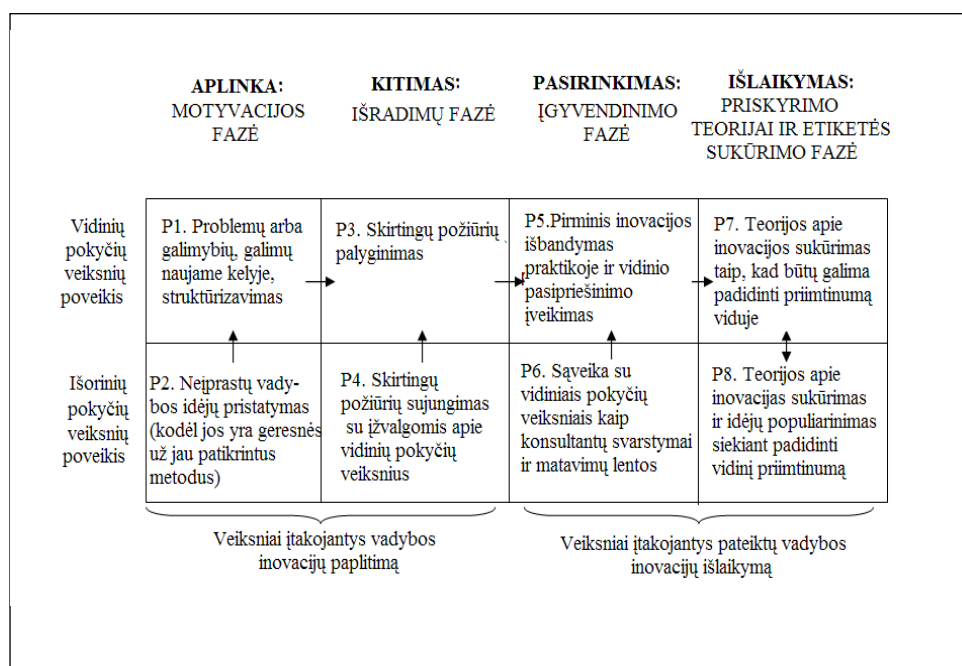 APLINKA:
MOTYVACIJOS
FAZĖ
KITIMAS:
IŠRADIMŲ FAZĖ
PASIRINKIMAS:
ĮGYVENDINIMO
FAZĖ
IŠLAIKYMAS:
PRISKYRIMO
TEORIJAI IR ETIKETĖS
SUKŪRIMO FAZĖ
Vidinių
pokyčių
veiksnių
poveikis
P1. Problemų arba
galimybių, galimų
naujame kelyje,
struktūrizavimas
P3. Skirtingų požiūrių
palyginimas
P5.Pirminis inovacijos
išbandymas
praktikoje ir vidinio
pasipriešinimo
įveikimas
P7. Teorijos apie
inovacijos sukūrimas
taip, kad būtų galima
padidinti priimtinumą
viduje
Išorinių
pokyčių
veiksnių
poveikis
P2. Neįprastų vady-
bos idėjų pristatymas
(kodėl jos yra geresnės
už jau patikrintus
metodus)
P4. Skirtingų
požiūrių sujungimas
su įžvalgomis apie
vidinių pokyčių
veiksnius
P6. Sąveika su
vidiniais pokyčių
veiksniais kaip
konsultantų svarstymai
ir matavimų lentos
P8. Teorijos apie
inovacijas sukūrimas
ir idėjų populiarinimas
siekiant padidinti
vidinį priimtinumą
Veiksniai įtakojantys vadybos
inovacijų paplitimą
Veiksniai įtakojantys pateiktų vadybos
inovacijų išlaikymą